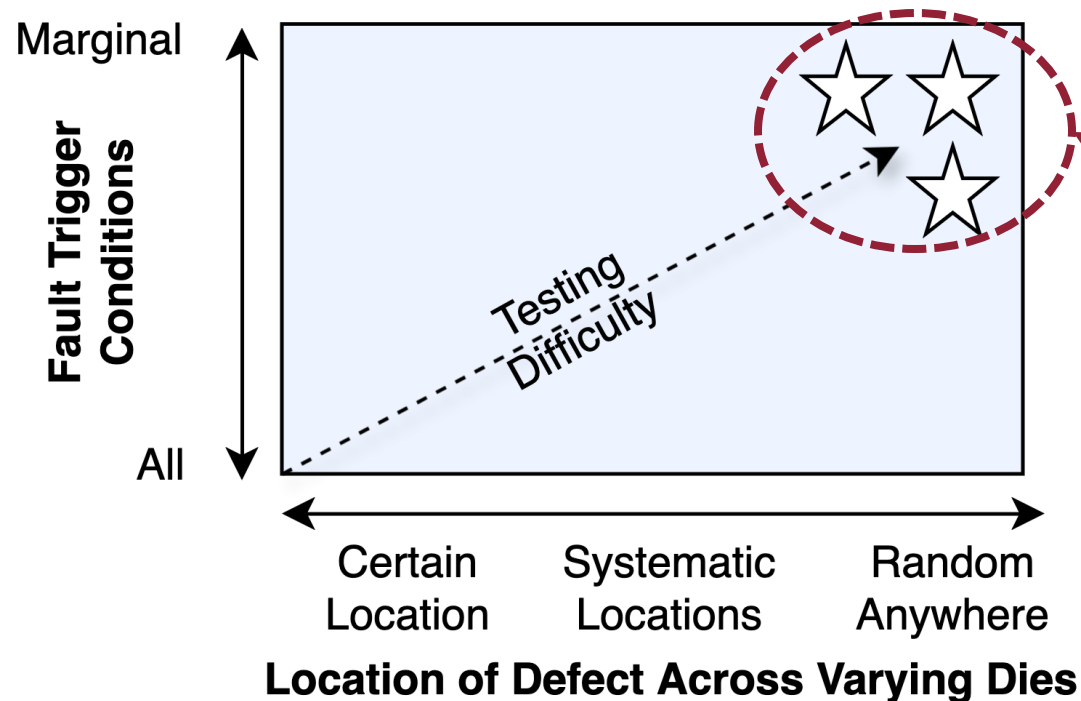 Marginal
Fault Trigger
Conditions
All
Testing
Difficulty
Certain
Location
Systematic
Locations
Random
Anywhere
Location of Defect Across Varying Dies